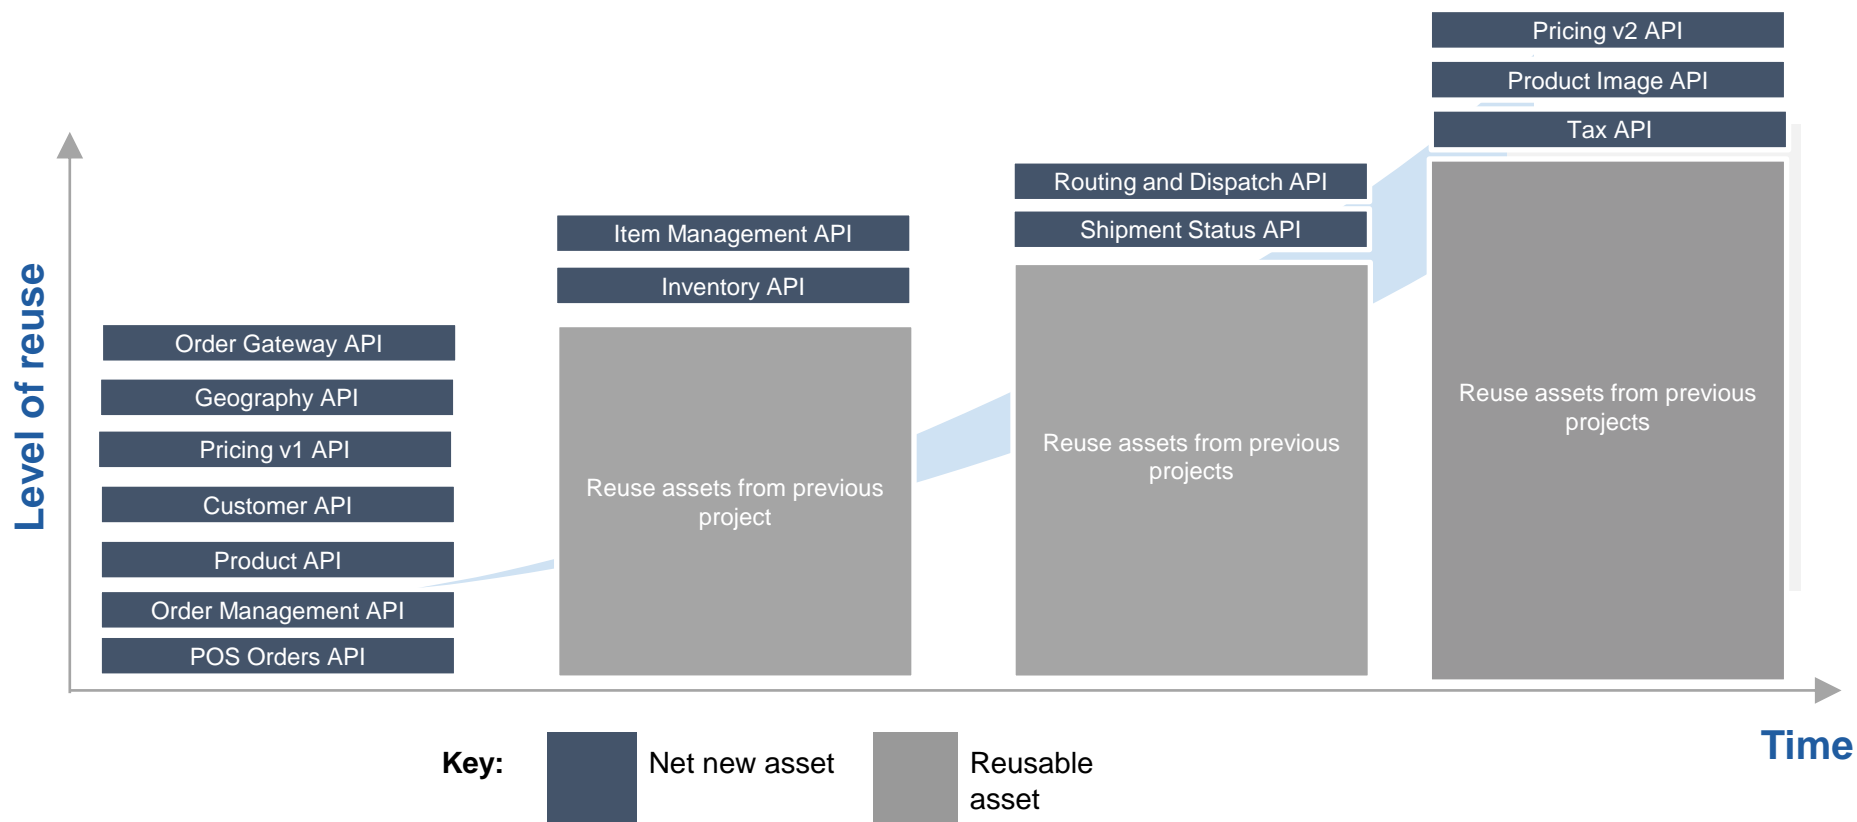 Level of reuse
Order Gateway API
Geography API
Pricing v1 API
Customer API
Product API
Order Management API
POS Orders API
Item Management API
Inventory API
Reuse assets from previous
project
Routing and Dispatch API
Shipment Status API
Reuse assets from previous
projects
Pricing v2 API
Product Image API
Tax API
Reuse assets from previous
projects
Time
Key:
Net new asset
Reusable
asset